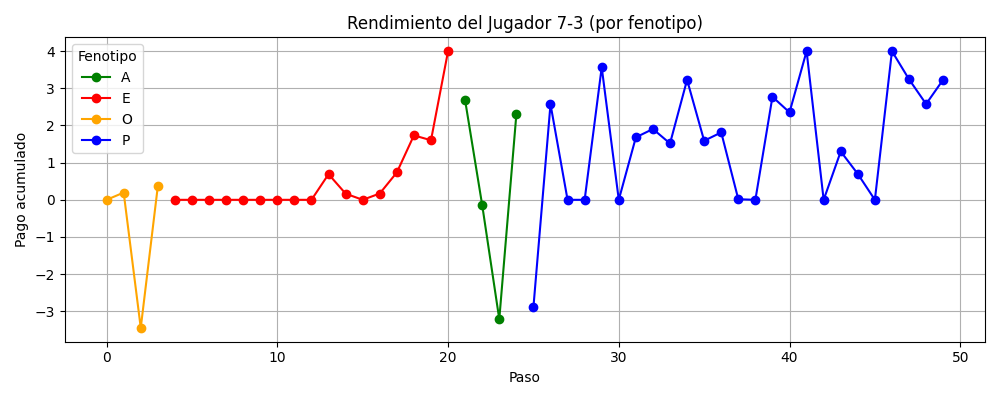 Rendimiento del Jugador 7-3 (por fenotipo)
Fenotipo
A
E
O
P
Pago acumulado
4
3
2
1
0
−1
−2
−3
0 10 20 30 40 50
Paso